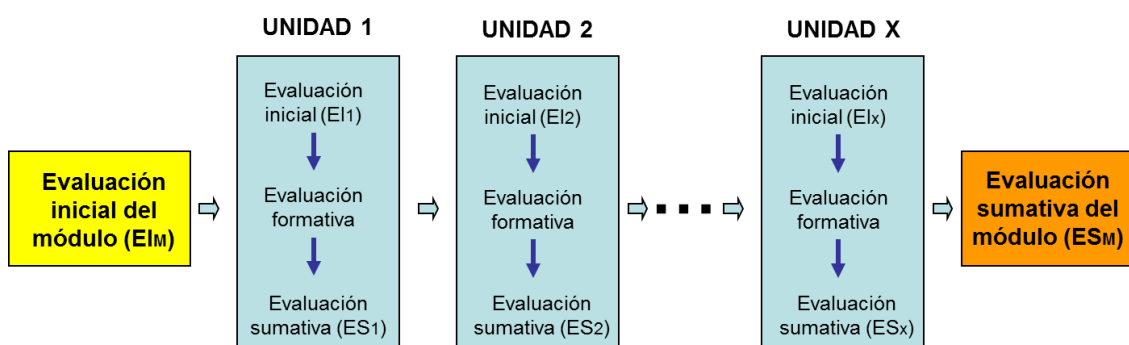 UNIDAD 1
UNIDAD 2
UNIDAD X
Evaluación
inicial del
módulo (EIM)
Evaluación
inicial (EI1)
Evaluación
formativa
Evaluación
sumativa (ES1)
Evaluación
inicial (EI2)
Evaluación
formativa
Evaluación
sumativa (ES2)
Evaluación
inicial (EIx)
Evaluación
formativa
Evaluación
sumativa (ESx)
Evaluación
sumativa del
módulo (ESM)